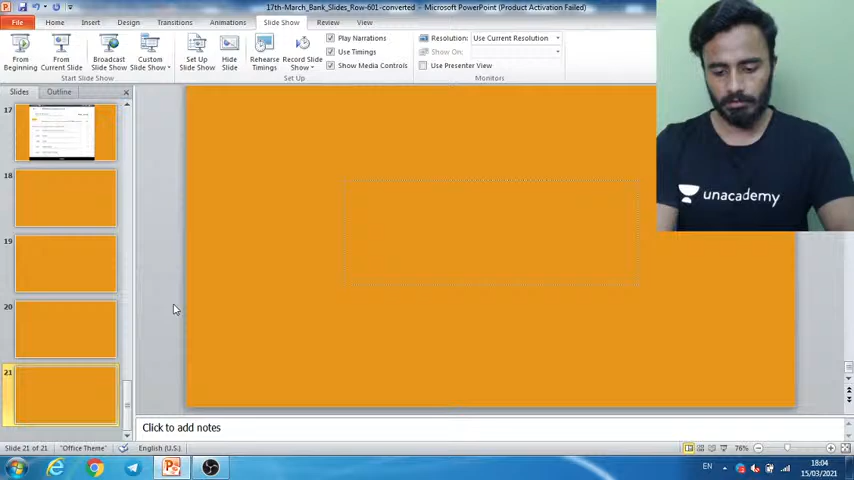 17th-March_Bank_Slides_Row-601-converted - Microsoft PowerPoint (Product Activation Failed)
File Home Insert Design Transitions Animations Slide Show Review View
From Beginning
From Current Slide
Broadcast Slide Show
Custom Slide Show
Start Slide Show
Set Up Slide Show
Hide Slide
Rehearse Timings
Record Slide Show
Play Narrations
Use Timings
Show Media Controls
Set Up
Resolution: Use Current Resolution
Show On:
Use Presenter View
Monitors
unacademy
Slides Outline
17
18
19
20
21
Click to add notes
Slide 21 of 21 "Office Theme" English (U.S.) 76%
EN 18:04
15/03/2021